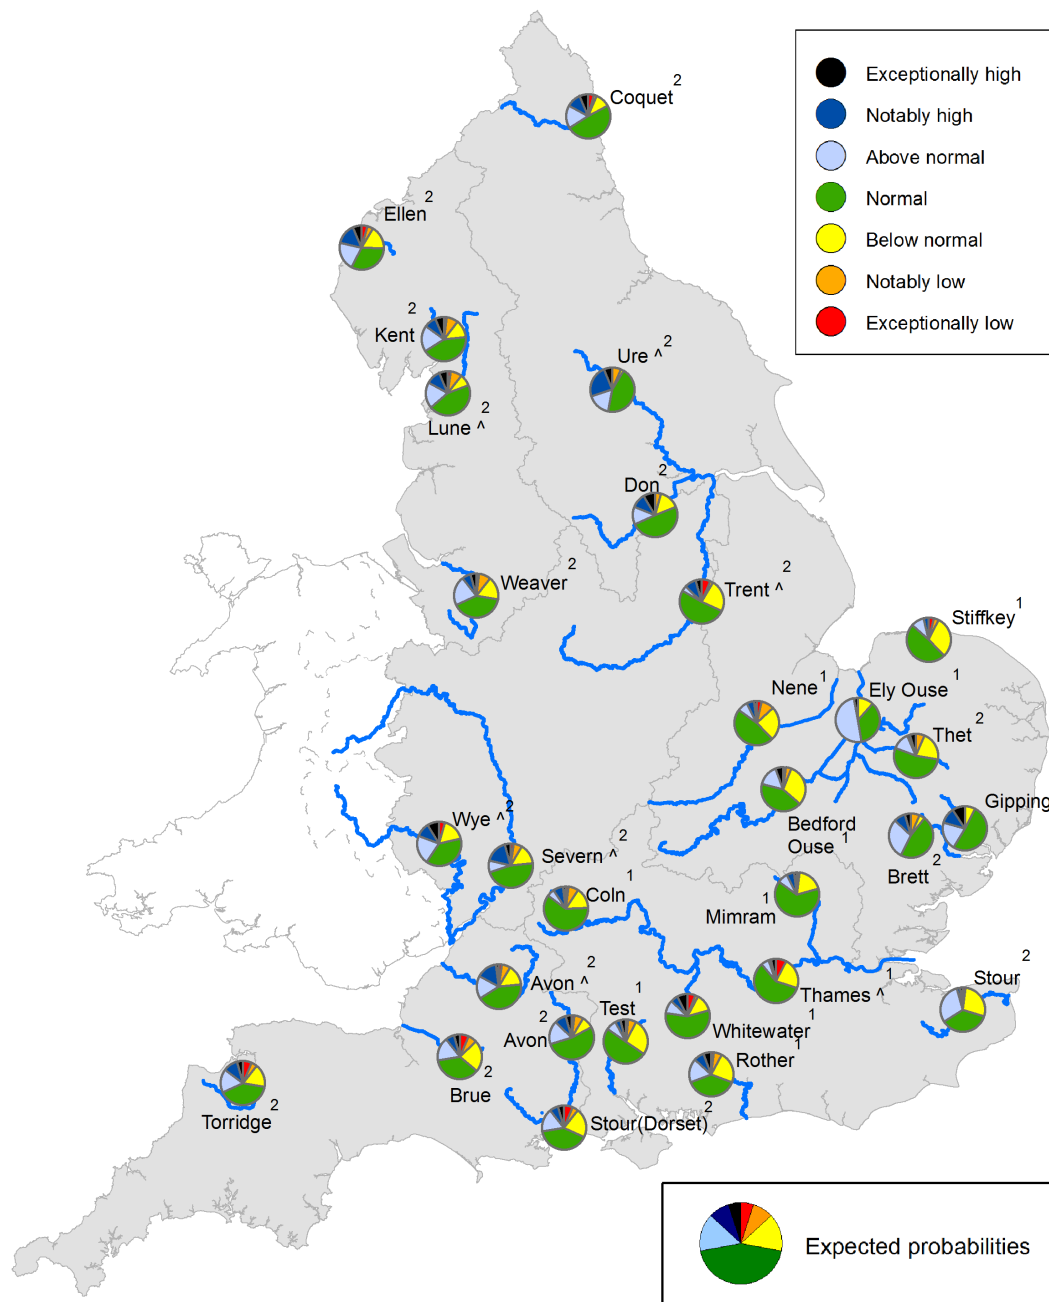 Exceptionally high
Notably high
Above normal
Normal
Below normal
Notably low
Exceptionally low
Coquet 2
Ellen 2
Kent 2
Ure ^ 2
Lune ^ 2
Don 2
Weaver 2
Trent ^ 2
Stiffkey 1
Nene 1
Ely Ouse 1
Thet 2
Gipping
Bedford
Ouse 1
Brett 2
Wye ^ 2
Severn ^ 2
Coln 1
Mimram 1
Avon ^ 2
Avon 2
Test 1
Thames ^ 1
Stour 2
Whitewater 1
Rother 1
Brue 2
Torridge 2
Stour(Dorset) 2
Expected probabilities